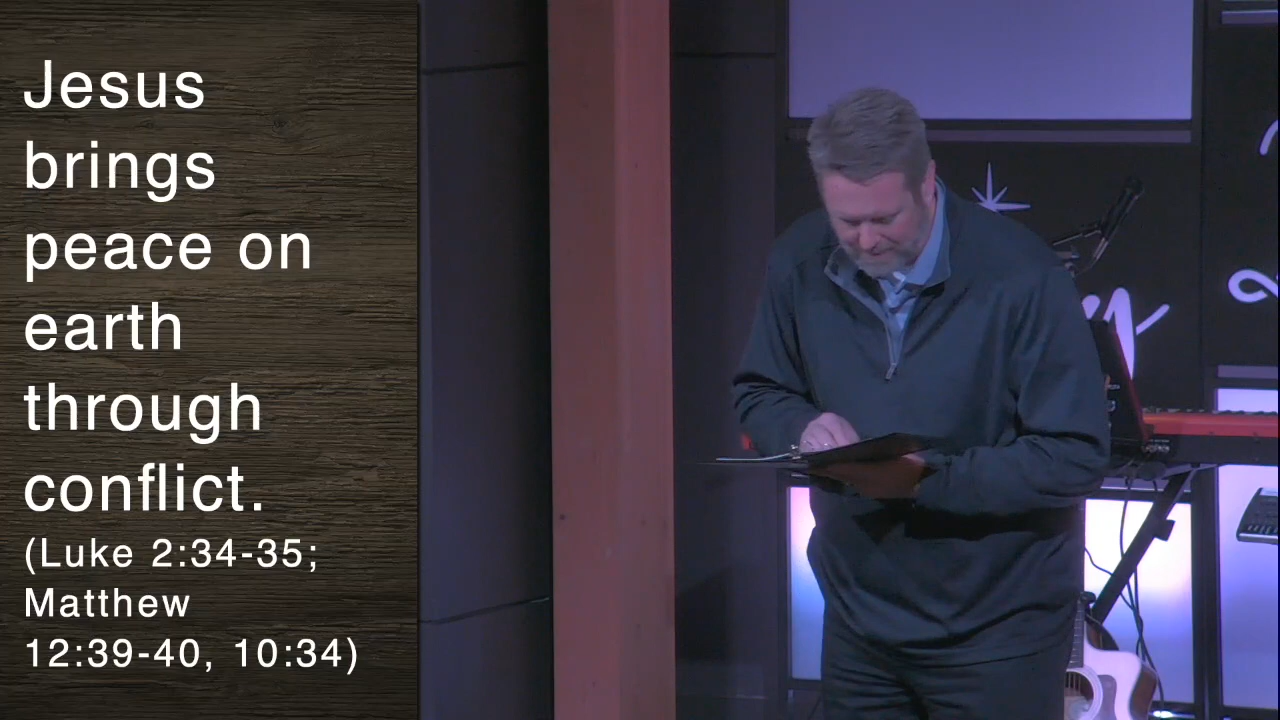 Jesus
brings
peace on
earth
through
conflict.
(Luke 2:34-35;
Matthew
12:39-40, 10:34)